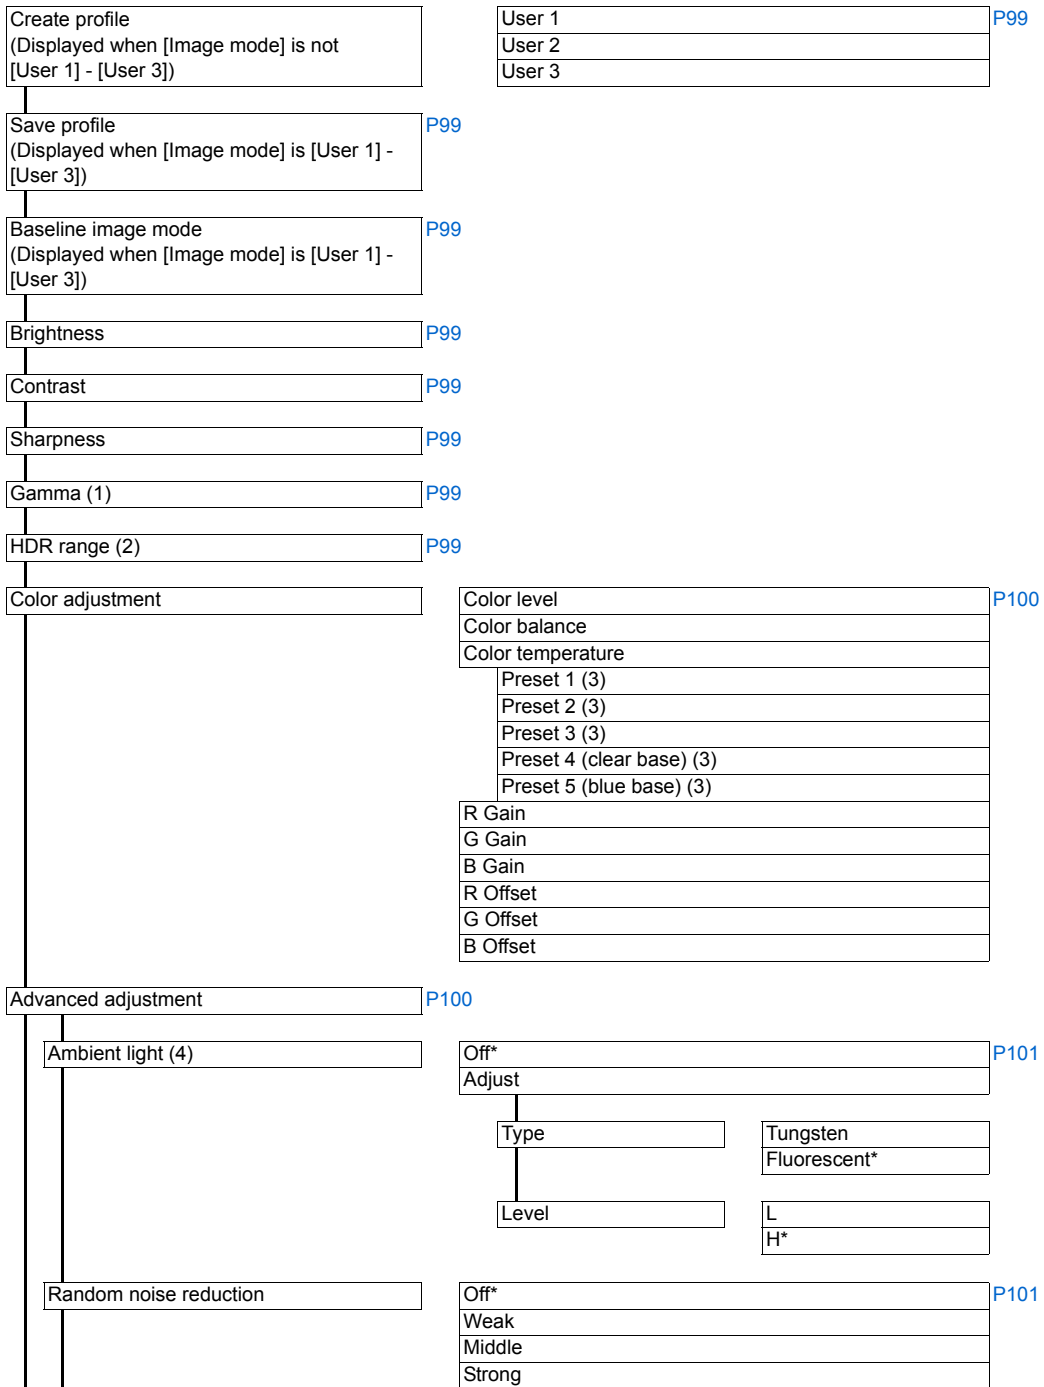 Create profile
(Displayed when [Image mode] is not
[User 1] - [User 3])
User 1
P99
User 2
User 3
Save profile
(Displayed when [Image mode] is [User 1] -
[User 3])
P99
Baseline image mode
(Displayed when [Image mode] is [User 1] -
[User 3])
P99
Brightness
P99
Contrast
P99
Sharpness
P99
Gamma (1)
P99
HDR range (2)
P99
Color adjustment
Color level
P100
Color balance
Color temperature
Preset 1 (3)
Preset 2 (3)
Preset 3 (3)
Preset 4 (clear base) (3)
Preset 5 (blue base) (3)
R Gain
G Gain
B Gain
R Offset
G Offset
B Offset
Advanced adjustment
P100
Ambient light (4)
Off*
P101
Adjust
Type
Tungsten
Fluorescent*
Level
L
H*
Random noise reduction
Off*
P101
Weak
Middle
Strong